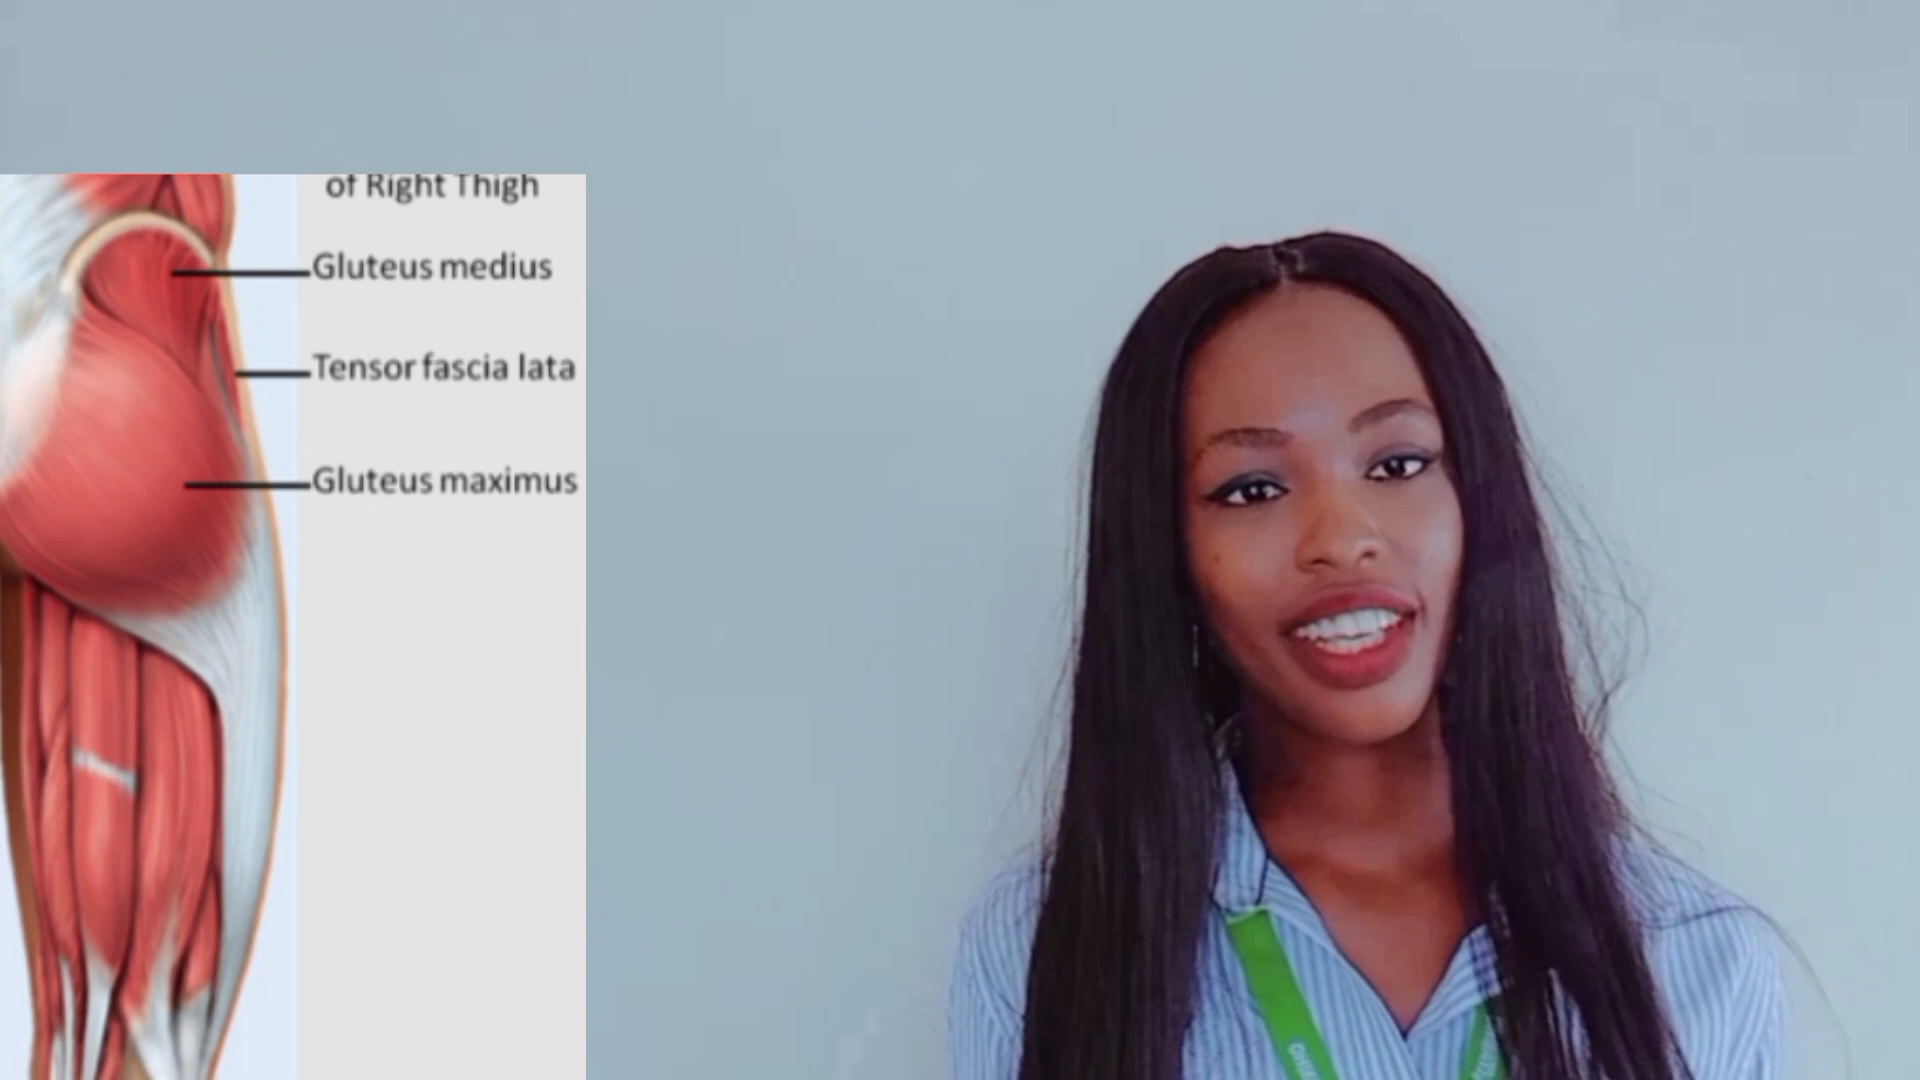 of Right Thigh
Gluteus medius
Tensor fascia lata
Gluteus maximus